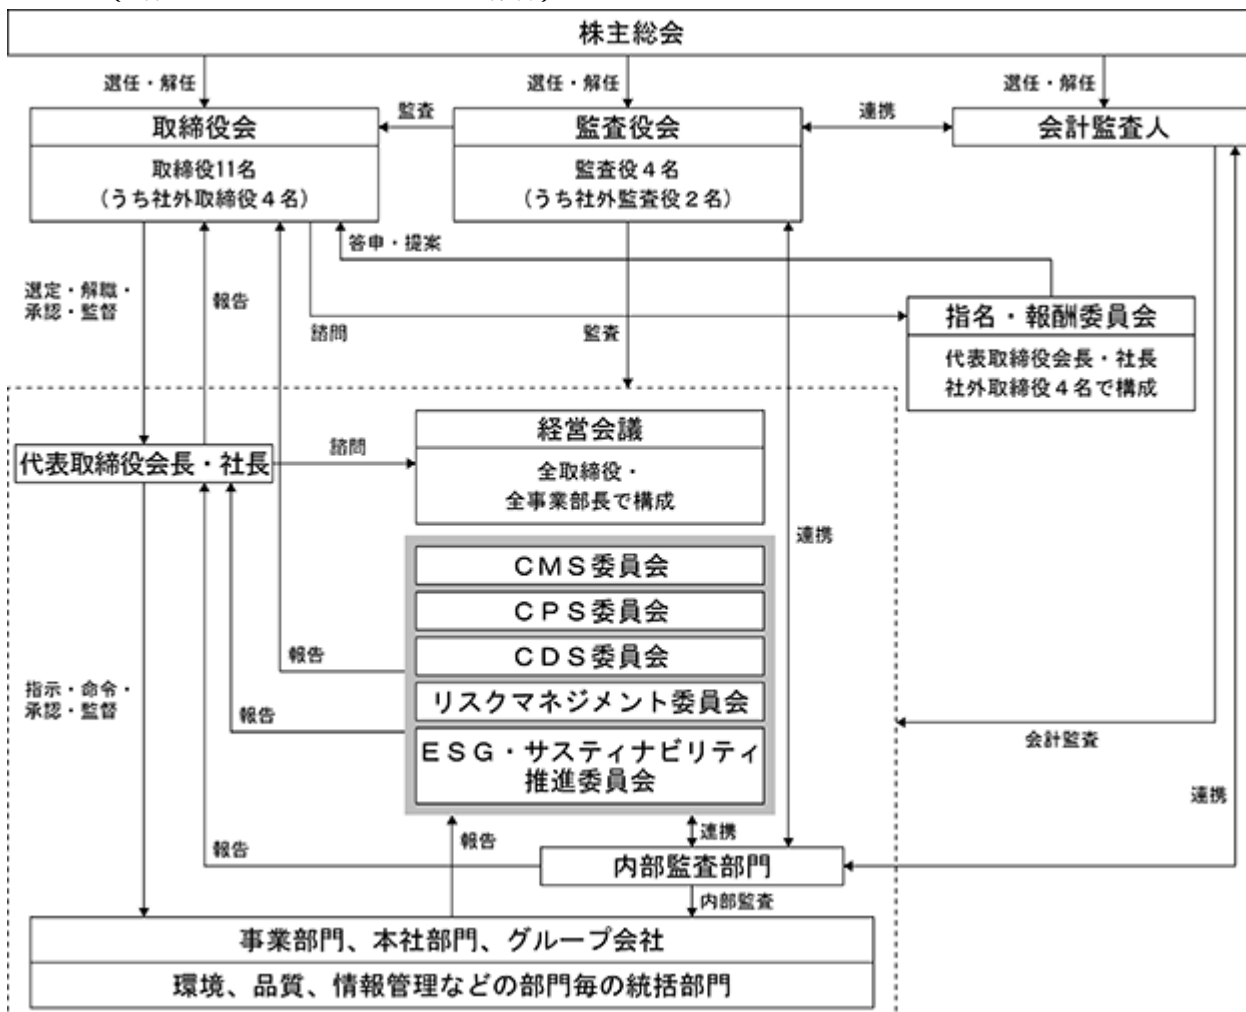 株主総会
選任・解任
選任・解任
選任・解任
取締役会
監査
監査役会
連携
会計監査人
取締役11名
（うち社外取締役４名）
監査役４名
（うち社外監査役２名）
答申・提案
選定・解職・
承認・監督
報告
諮問
監査
指名・報酬委員会
代表取締役会長・社長
社外取締役４名で構成
経営会議
代表取締役会長・社長
諮問
全取締役・
全事業部長で構成
連携
ＣＭＳ委員会
ＣＰＳ委員会
ＣＤＳ委員会
報告
リスクマネジメント委員会
指示・命令・
承認・監督
報告
ＥＳＧ・サスティナビリティ
推進委員会
会計監査
連携
報告
報告
連携
内部監査部門
内部監査
事業部門、本社部門、グループ会社
環境、品質、情報管理などの部門毎の統括部門